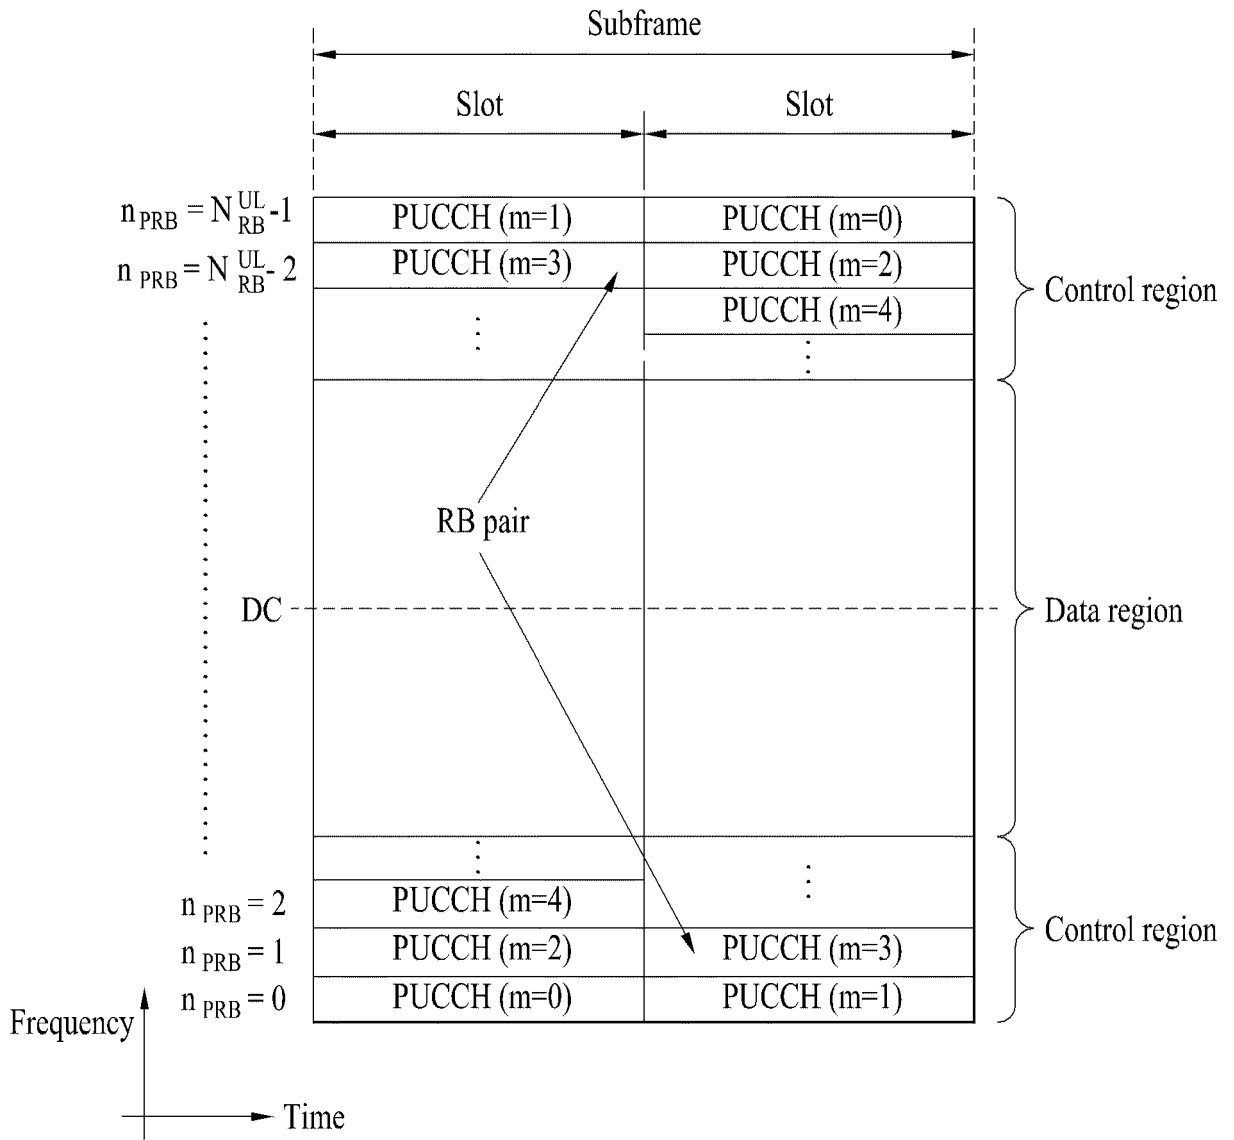 Subframe
Slot Slot
n PRB = N UL RB -1 PUCCH (m=1) PUCCH (m=0)
n PRB = N UL RB - 2 PUCCH (m=3) PUCCH (m=2)
Control region
PUCCH (m=4)
RB pair
DC Data region
n PRB = 2 PUCCH (m=4)
Control region
n PRB = 1 PUCCH (m=2) PUCCH (m=3)
n PRB = 0 PUCCH (m=0) PUCCH (m=1)
Frequency
Time